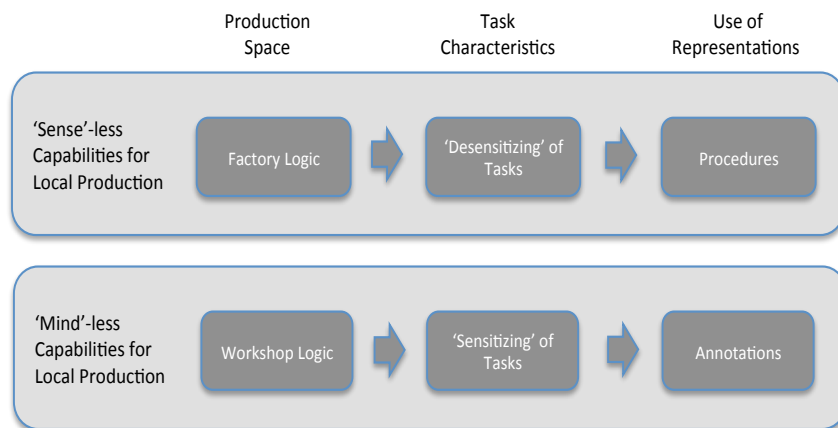 Production
Space
Task
Characteristics
Use of
Representations
‘Sense’-less
Capabilities for
Local Production
Factory Logic
‘Desensitizing’ of
Tasks
Procedures
‘Mind’-less
Capabilities for
Local Production
Workshop Logic
‘Sensitizing’ of
Tasks
Annotations